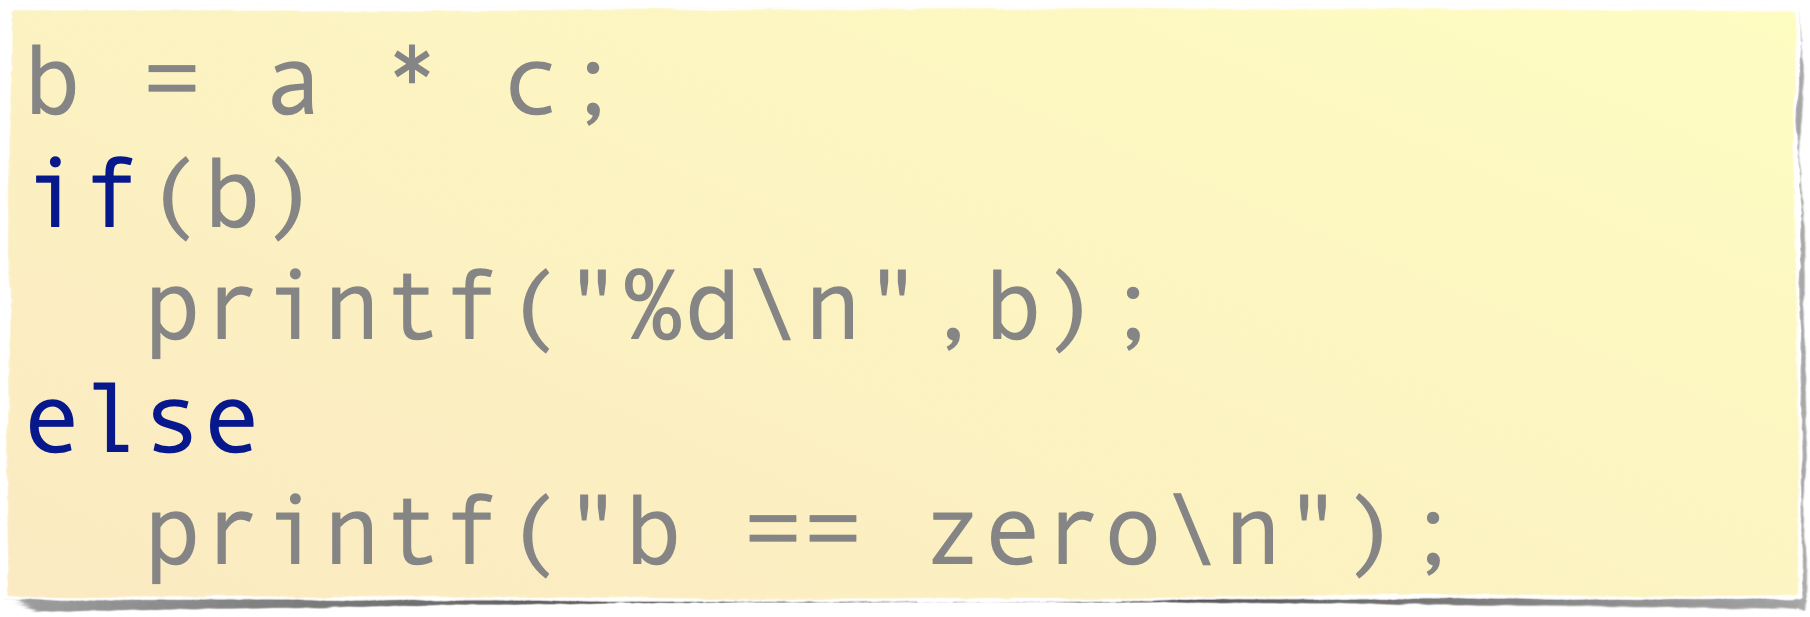 b = a * c;
if(b)
  printf("%d\n",b);
else
  printf("b == zero\n");